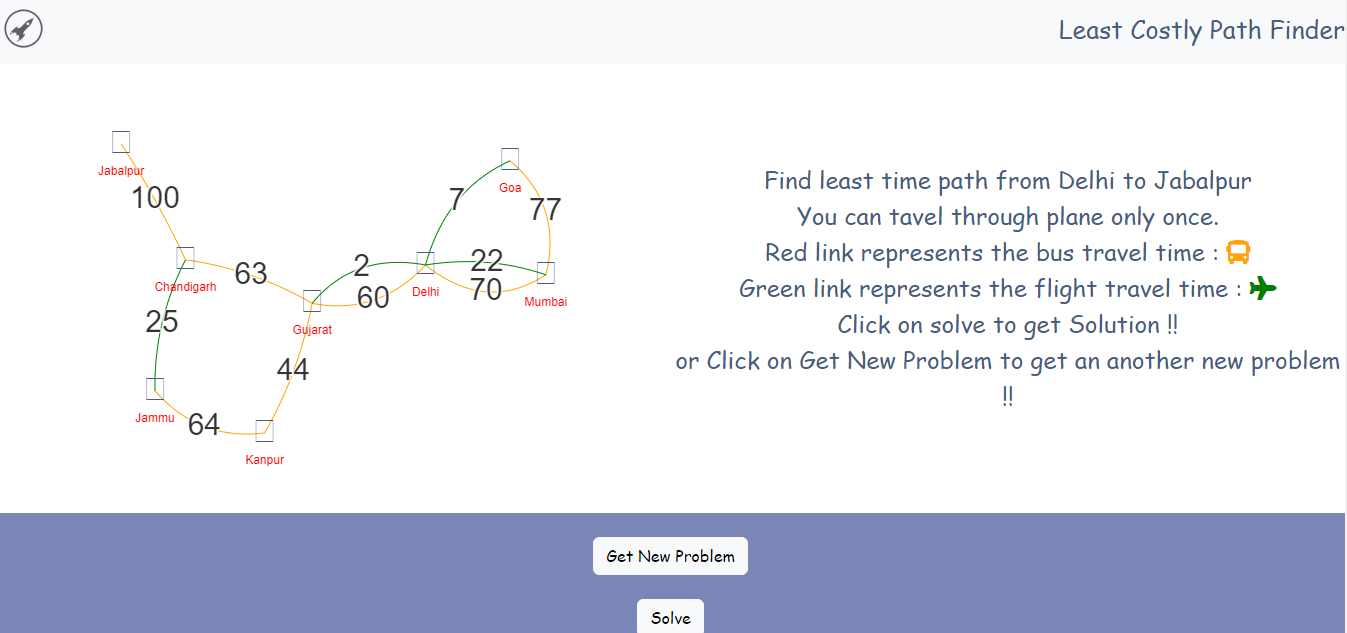 Least Costly Path Finder
Jabalpur
100
Goa
7
77
Chandigarh
63
2
22
Delhi
60
70
Mumbai
Gujarat
25
44
Jammu
64
Kanpur
Find least time path from Delhi to Jabalpur
You can tavel through plane only once.
Red link represents the bus travel time :
Green link represents the flight travel time :
Click on solve to get Solution !!
or Click on Get New Problem to get an another new problem
!!
Get New Problem
Solve